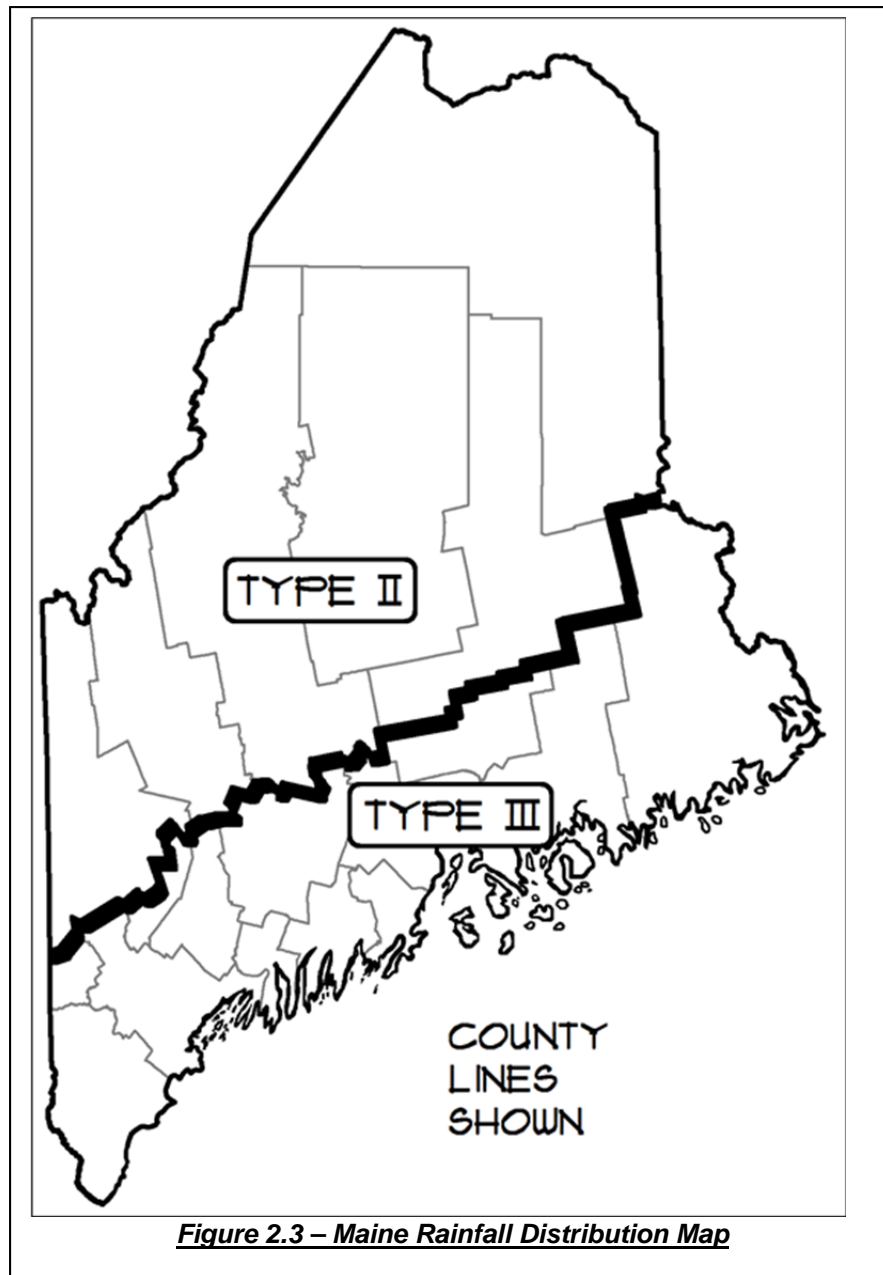 TYPE II
TYPE III
COUNTY
LINES
SHOWN
Figure 2.3 – Maine Rainfall Distribution Map